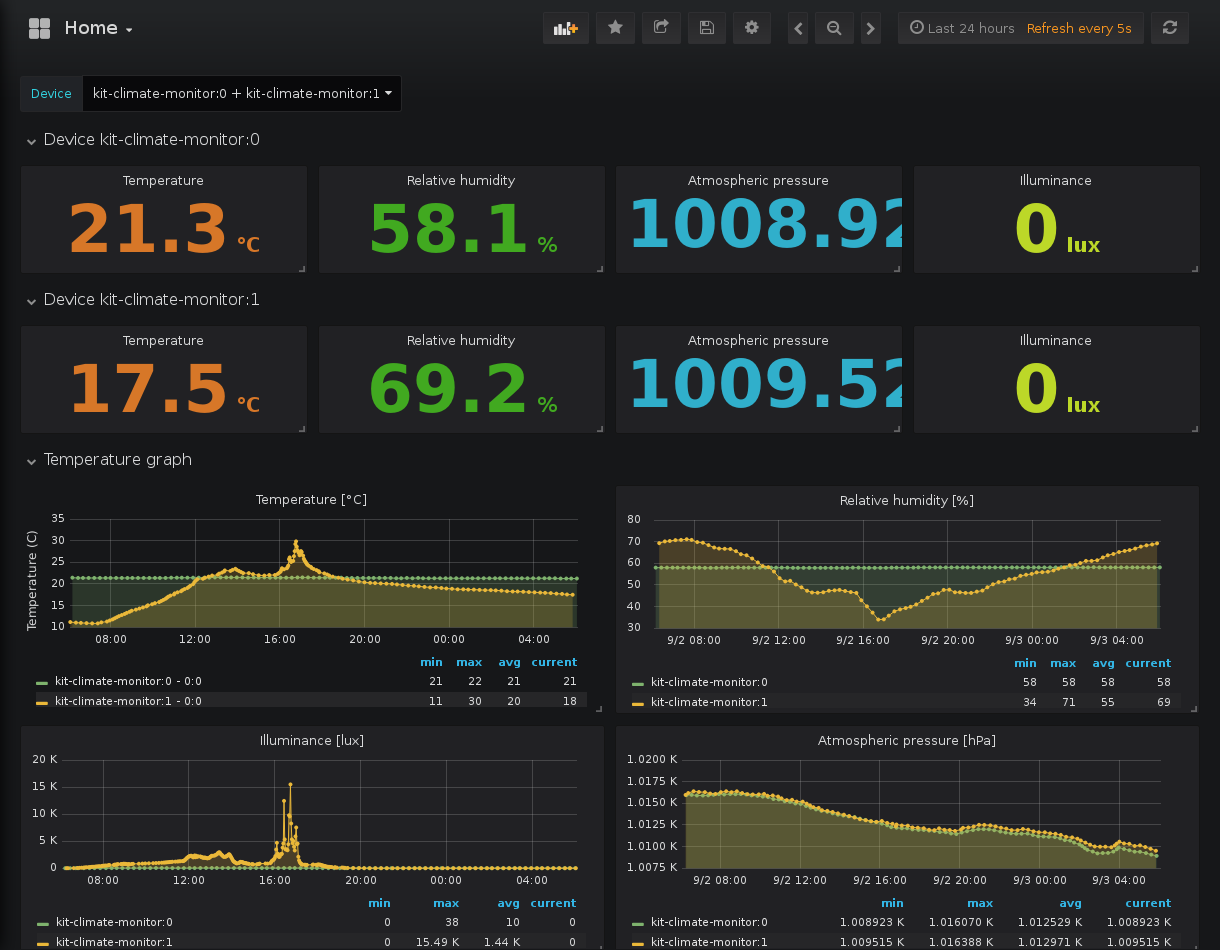 Home
Last 24 hours Refresh every 5s
Device kit-climate-monitor:0 + kit-climate-monitor:1
Device kit-climate-monitor:0
Temperature Relative humidity Atmospheric pressure Illuminance
21.3 °C 58.1 % 1008.92 0 lux
Device kit-climate-monitor:1
Temperature Relative humidity Atmospheric pressure Illuminance
17.5 °C 69.2 % 1009.52 0 lux
Temperature graph
Temperature [°C]
Temperature (C)
35
30
25
20
15
10
08:00 12:00 16:00 20:00 00:00 04:00
min max avg current
kit-climate-monitor:0 - 0:0 21 22 21 21
kit-climate-monitor:1 - 0:0 11 30 20 18
Relative humidity [%]
80
70
60
50
40
30
9/2 08:00 9/2 12:00 9/2 16:00 9/2 20:00 9/3 00:00 9/3 04:00
min max avg current
kit-climate-monitor:0 58 58 58 58
kit-climate-monitor:1 34 71 55 69
Illuminance [lux]
20 K
15 K
10 K
5 K
0
08:00 12:00 16:00 20:00 00:00 04:00
min max avg current
kit-climate-monitor:0 0 38 10 0
kit-climate-monitor:1 0 15.49 K 1.44 K 0
Atmospheric pressure [hPa]
1.0200 K
1.0175 K
1.0150 K
1.0125 K
1.0100 K
1.0075 K
9/2 08:00 9/2 12:00 9/2 16:00 9/2 20:00 9/3 00:00 9/3 04:00
min max avg current
kit-climate-monitor:0 1.008923 K 1.016070 K 1.012529 K 1.008923 K
kit-climate-monitor:1 1.009515 K 1.016388 K 1.012971 K 1.009515 K